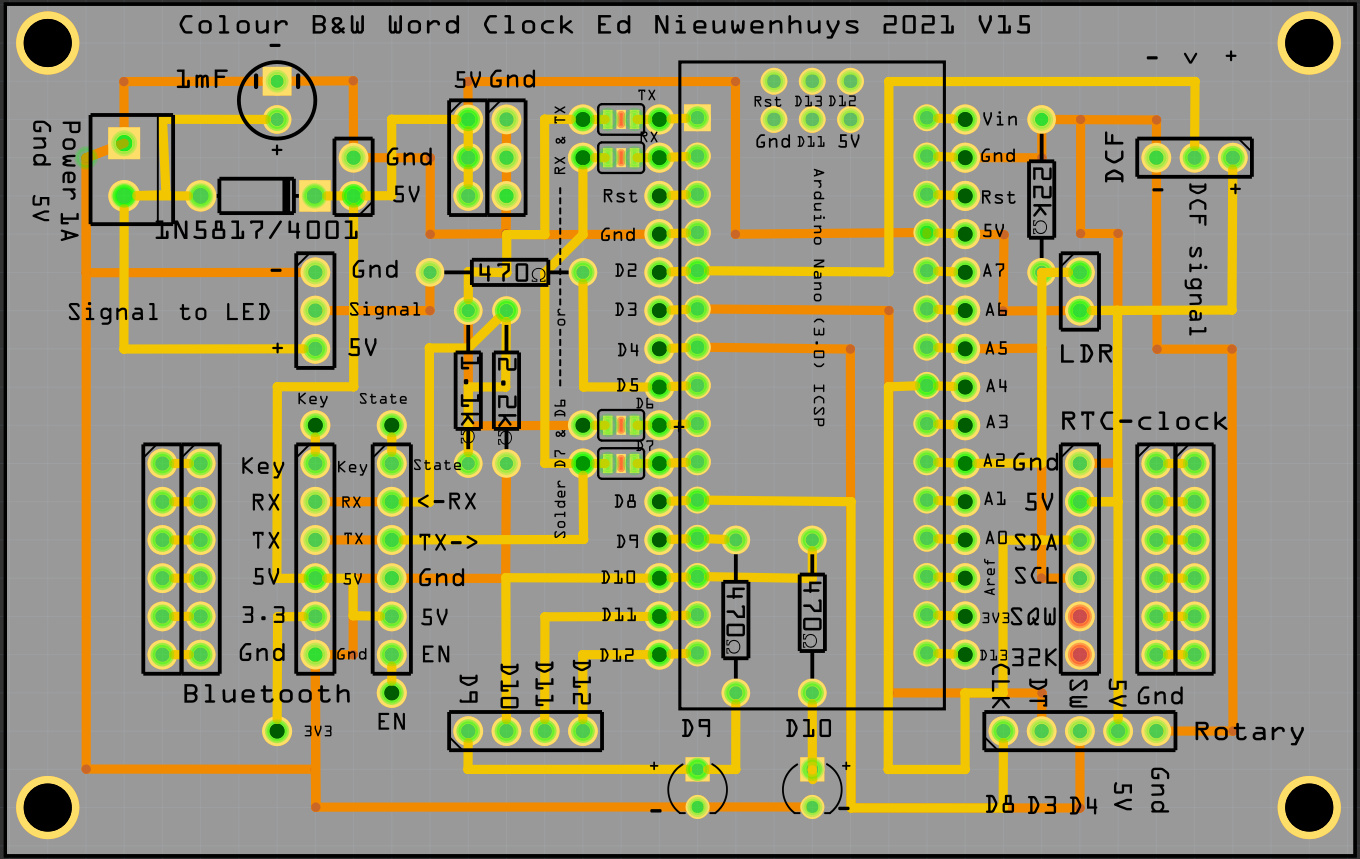 Colour B&W Word Clock Ed Nieuwenhuys 2021 V15
-
- > +
1mF
5V Gnd
TX
RX
RX & TX
Rst D13 D12
Gnd D11 5V
Vin
Gnd
Rst
5V
A7
A6
A5
A4
A3
A2
A1
A0
Aref
3V3
D13
Power 1A
Gnd 5V
+
Gnd
5V
1N5817/4001
22kΩ
DCF
- +
DCF signal
Rst
Gnd
D2
D3
D4
D5
D6
D7
D8
D9
D10
D11
D12
Arduino Nano (3.0) ICSP
- Gnd
470Ω
Signal to LED
Signal
+ 5V
LDR
1.1kΩ
2.2kΩ
-------or-------
Solder D7 & D6
Key State
RTC-clock
Key Key State
RX RX <-RX
TX TX TX->
5V 5V Gnd
3.3 5V
Gnd Gnd EN
Bluetooth
EN
3V3
Gnd
5V
SDA
SCL
SQW
32K
470Ω
470Ω
D9
D10
D11
D12
D9 D10
CLK
DT
SW
5V
Gnd
Rotary
+ +
- -
D8 D3 D4
5V
Gnd